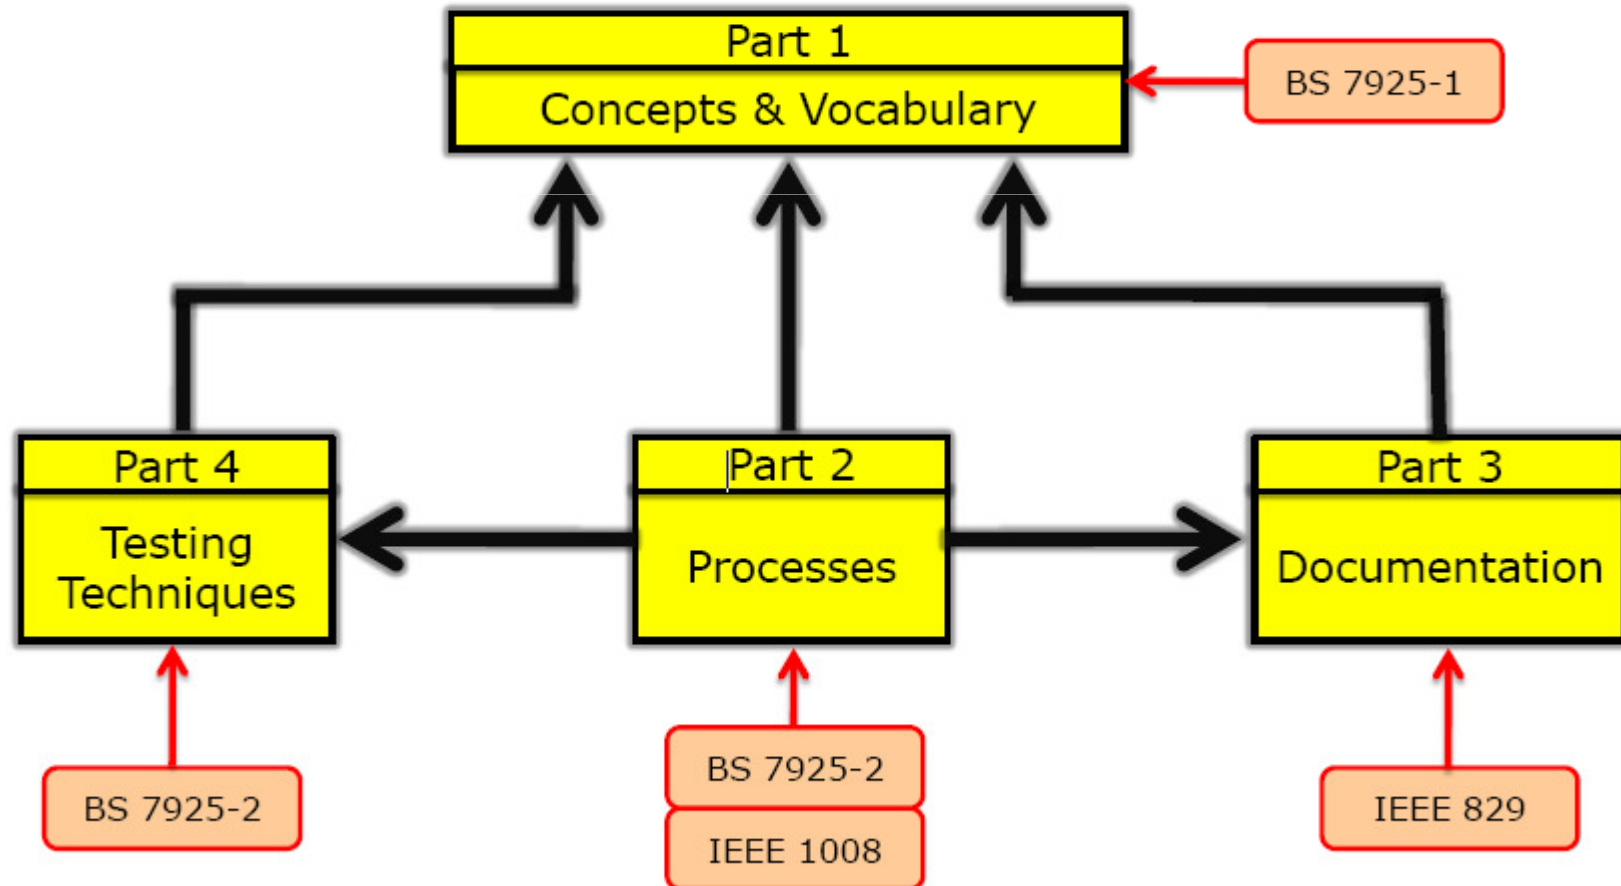 Part 1
Concepts & Vocabulary
BS 7925-1
Part 4
Testing
Techniques
Part 2
Processes
Part 3
Documentation
BS 7925-2
BS 7925-2
IEEE 1008
IEEE 829